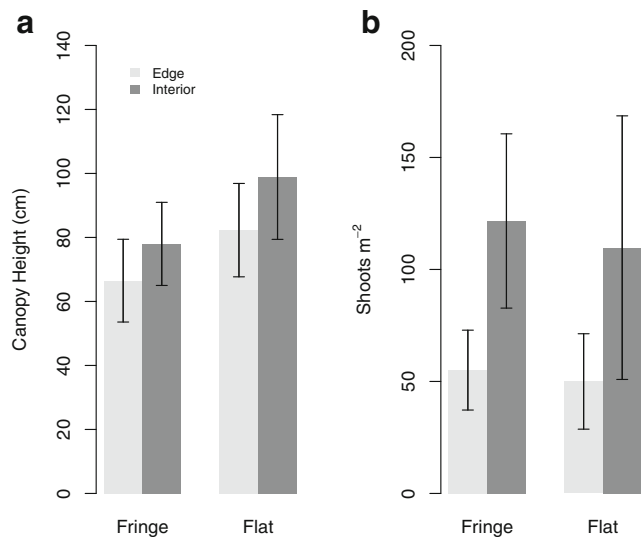 a
Canopy Height (cm)
140
120
100
80
60
40
20
0
Edge
Interior
Fringe
Flat
b
Shoots m⁻²
200
150
100
50
0
Fringe
Flat